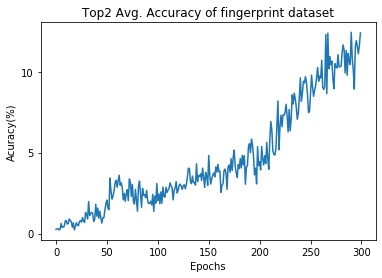 Top2 Avg. Accuracy of fingerprint dataset
Acuracy(%)
10
5
0
0 50 100 150 200 250 300
Epochs